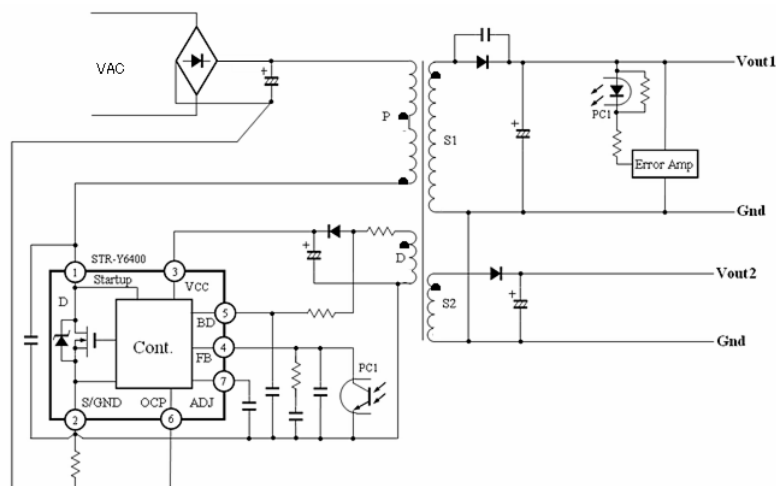 VAC
P
S1
PC1
Error Amp
Vout1
Gnd
STR-Y6400
1
3
Startup
VCC
D
D
BD
5
Cont.
FB
4
7
PC1
S/GND
OCP
ADJ
2
6
S2
Vout2
Gnd